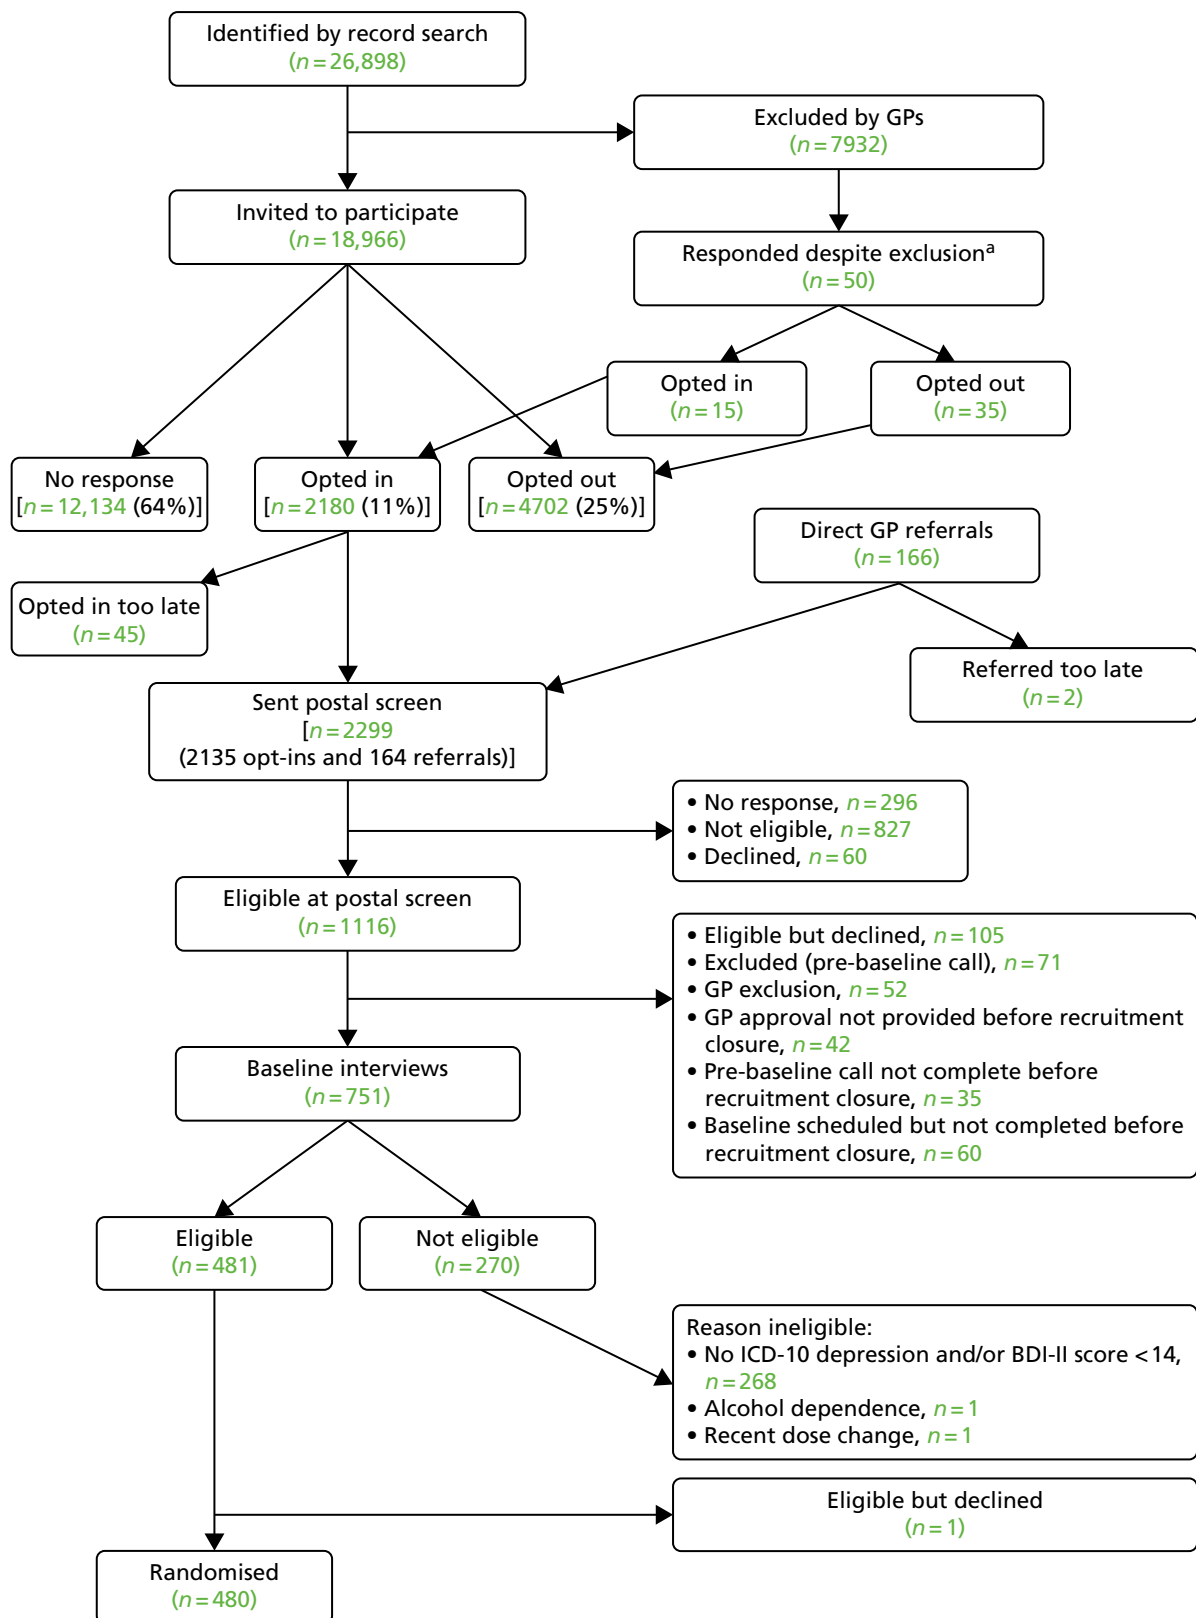 Identified by record search
(n=26,898)
Excluded by GPs
(n=7932)
Invited to participate
(n=18,966)
Responded despite exclusionᵃ
(n=50)
Opted in
(n=15)
Opted out
(n=35)
No response
[n=12,134 (64%)]
Opted in
[n=2180 (11%)]
Opted out
[n=4702 (25%)]
Direct GP referrals
(n=166)
Opted in too late
(n=45)
Referred too late
(n=2)
Sent postal screen
[n=2299
(2135 opt-ins and 164 referrals)]
• No response, n=296
• Not eligible, n=827
• Declined, n=60
Eligible at postal screen
(n=1116)
• Eligible but declined, n=105
• Excluded (pre-baseline call), n=71
• GP exclusion, n=52
• GP approval not provided before recruitment
closure, n=42
• Pre-baseline call not complete before
recruitment closure, n=35
• Baseline scheduled but not completed before
recruitment closure, n=60
Baseline interviews
(n=751)
Eligible
(n=481)
Not eligible
(n=270)
Reason ineligible:
• No ICD-10 depression and/or BDI-II score <14,
n=268
• Alcohol dependence, n=1
• Recent dose change, n=1
Eligible but declined
(n=1)
Randomised
(n=480)